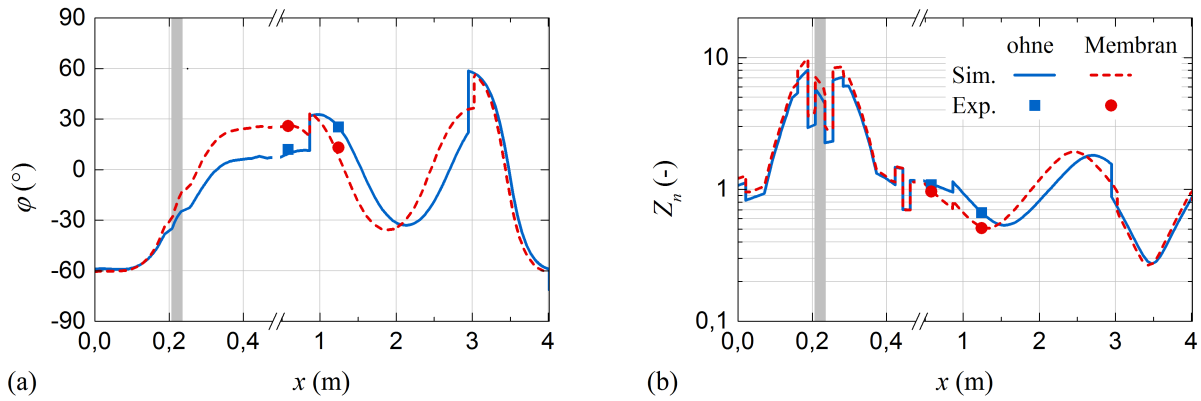 90
60
30
0
-30
-60
-90
φ (°)
0,0 0,2 0,4 1 2 3 4
x (m)
(a)
10
1
0,1
Zn (-)
ohne Membran
Sim.
Exp.
0,0 0,2 0,4 1 2 3 4
x (m)
(b)